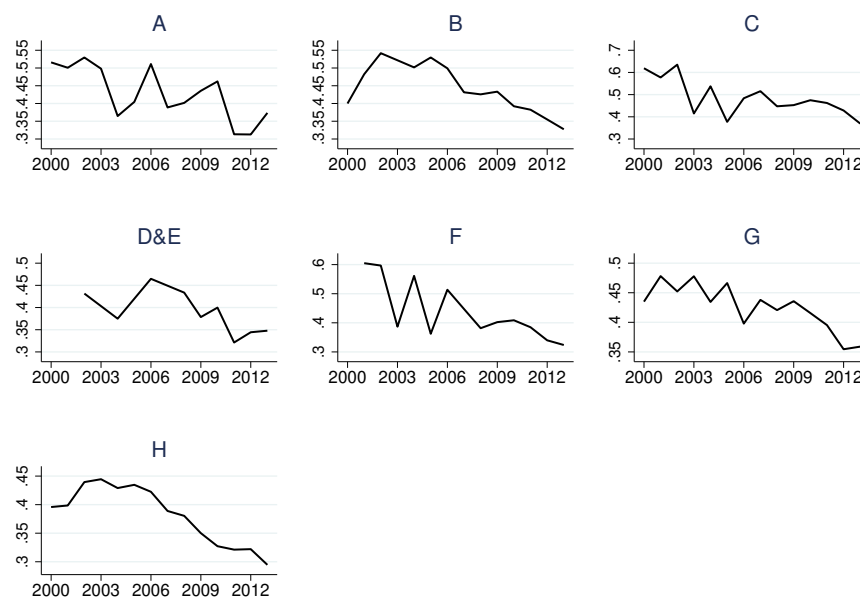 A
.3 .35 .4 .45 .5 .55
2000 2003 2006 2009 2012
B
.3 .35 .4 .45 .5 .55
2000 2003 2006 2009 2012
C
.3 .4 .5 .6 .7
2000 2003 2006 2009 2012
D&E
.3 .35 .4 .45 .5
2000 2003 2006 2009 2012
F
.3 .4 .5 .6
2000 2003 2006 2009 2012
G
.35 .4 .45 .5
2000 2003 2006 2009 2012
H
.3 .35 .4 .45
2000 2003 2006 2009 2012